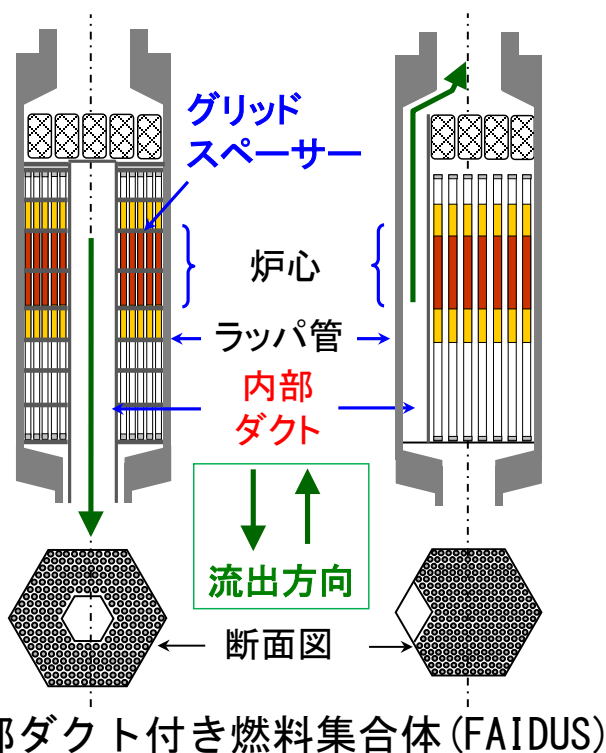 グリッド
スペーサー
炉心
ラッパ管
内部
ダクト
流出方向
断面図
部ダクト付き燃料集合体(FAIDUS)